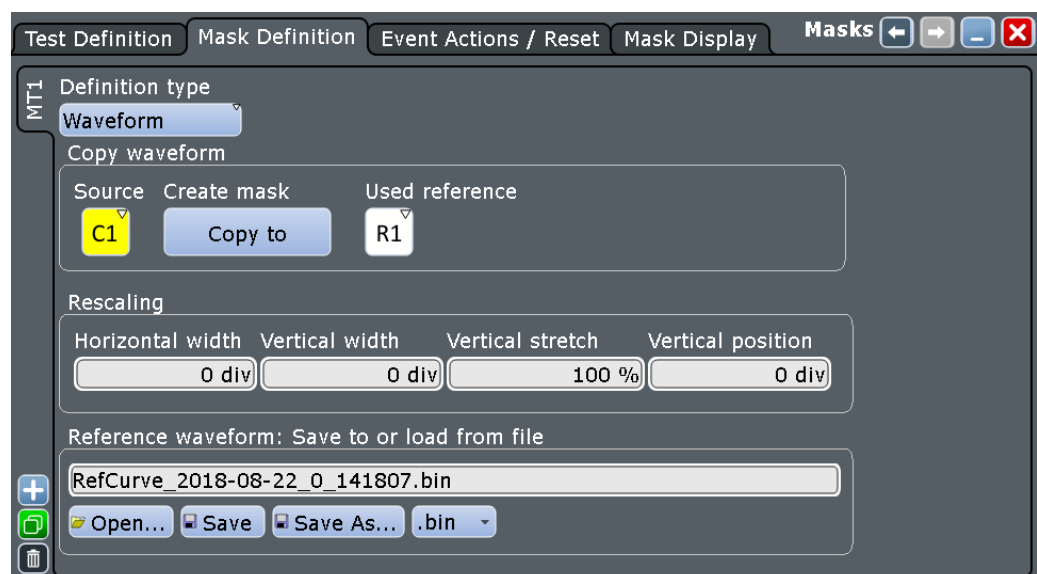 Test Definition Mask Definition Event Actions / Reset Mask Display Masks
MT1
Definition type
Waveform
Copy waveform
Source Create mask Used reference
C1 Copy to R1
Rescaling
Horizontal width Vertical width Vertical stretch Vertical position
0 div 0 div 100 % 0 div
Reference waveform: Save to or load from file
RefCurve_2018-08-22_0_141807.bin
Open... Save Save As... .bin